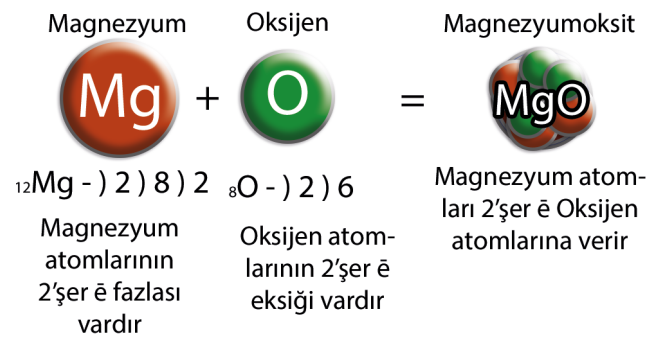 Magnezyum
Oksijen
Magnezyumoksit
Mg + O = MgO
₁₂Mg - ) 2 ) 8 ) 2
₈O - ) 2 ) 6
Magnezyum
atomlarının
2’şer ē fazlası
vardır
Oksijen atom-
larının 2’şer ē
eksiği vardır
Magnezyum atom-
ları 2’şer ē Oksijen
atomlarına verir